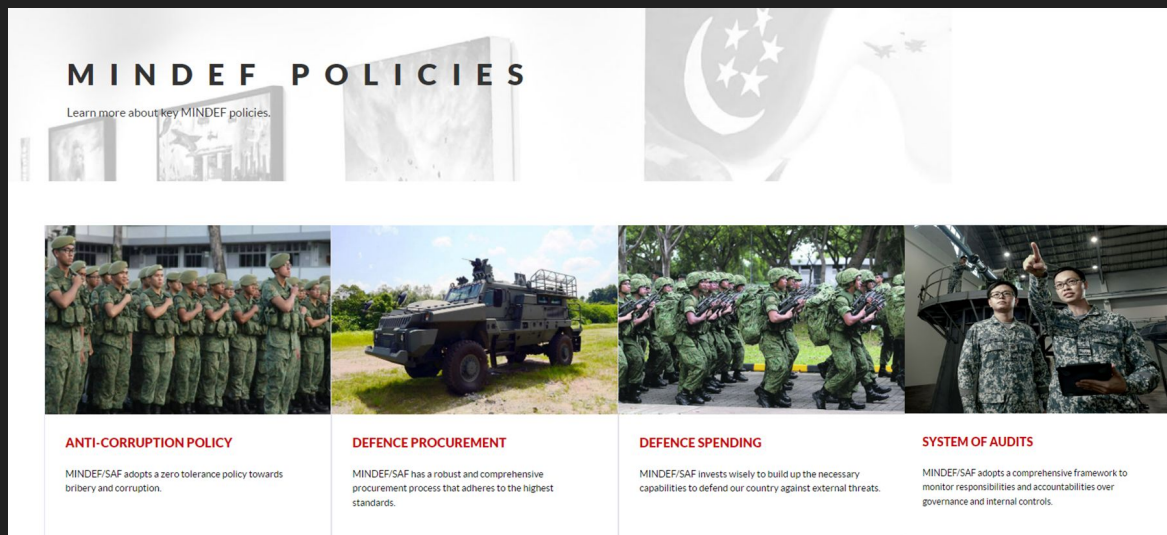 MINDEF POLICIES
Learn more about key MINDEF policies.
ANTI-CORRUPTION POLICY
MINDEF/SAF adopts a zero tolerance policy towards
bribery and corruption.
DEFENCE PROCUREMENT
MINDEF/SAF has a robust and comprehensive
procurement process that adheres to the highest
standards.
DEFENCE SPENDING
MINDEF/SAF invests wisely to build up the necessary
capabilities to defend our country against external threats.
SYSTEM OF AUDITS
MINDEF/SAF adopts a comprehensive framework to
monitor responsibilities and accountabilities over
governance and internal controls.